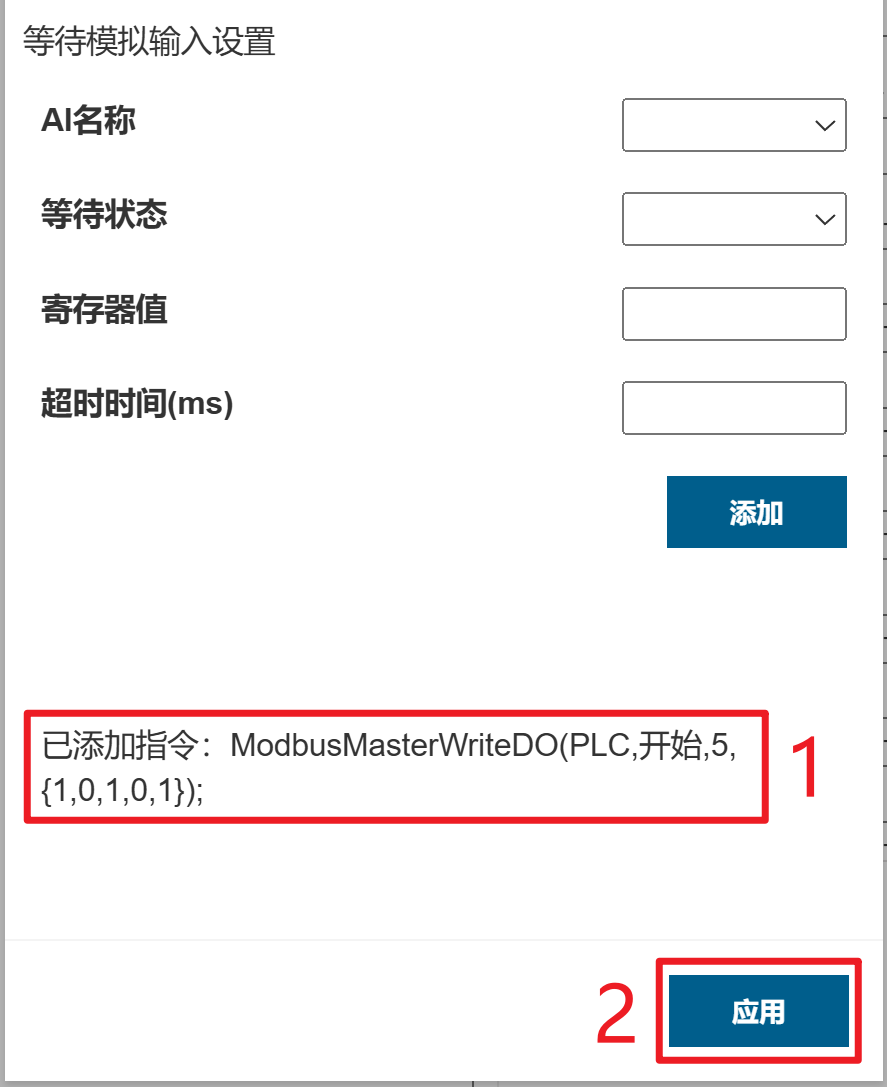 等待模拟输入设置
AI名称
等待状态
寄存器值
超时时间(ms)
添加
已添加指令：ModbusMasterWriteDO(PLC,开始,5,
{1,0,1,0,1});
1
2
应用